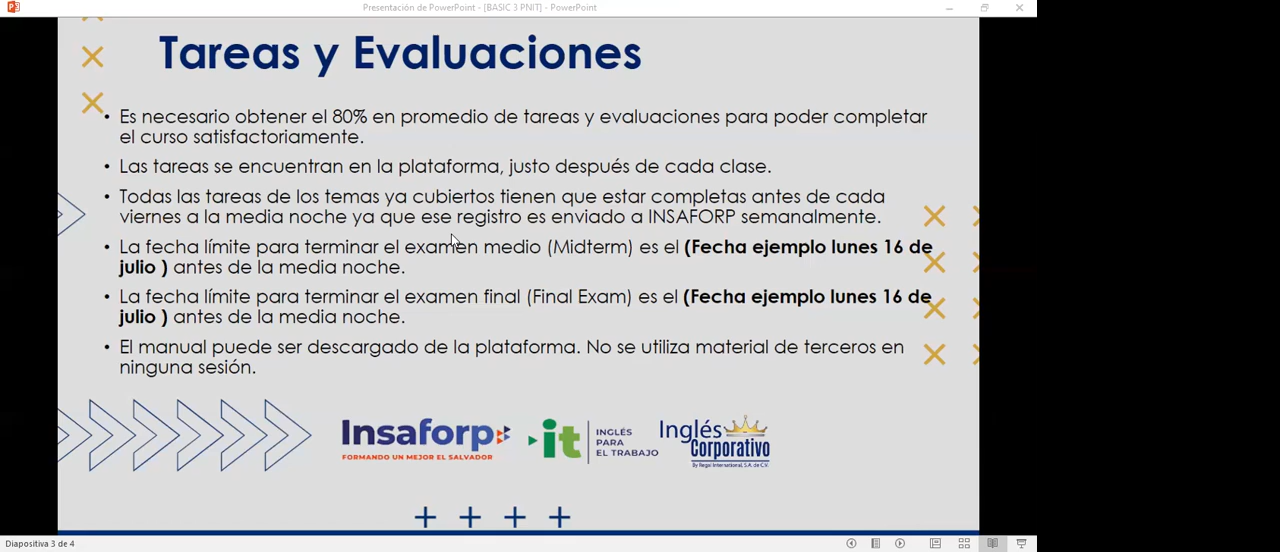 Presentación de PowerPoint - [BASIC 3 PNIT] - PowerPoint
Tareas y Evaluaciones
• Es necesario obtener el 80% en promedio de tareas y evaluaciones para poder completar
el curso satisfactoriamente.
• Las tareas se encuentran en la plataforma, justo después de cada clase.
• Todas las tareas de los temas ya cubiertos tienen que estar completas antes de cada
viernes a la media noche ya que ese registro es enviado a INSAFORP semanalmente.
• La fecha límite para terminar el examen medio (Midterm) es el (Fecha ejemplo lunes 16 de
julio ) antes de la media noche.
• La fecha límite para terminar el examen final (Final Exam) es el (Fecha ejemplo lunes 16 de
julio ) antes de la media noche.
• El manual puede ser descargado de la plataforma. No se utiliza material de terceros en
ninguna sesión.
Insaforp
FORMANDO UN MEJOR EL SALVADOR
it
INGLÉS
PARA
EL TRABAJO
Inglés
Corporativo
By Regal International, S.A. de C.V.
Diapositiva 3 de 4